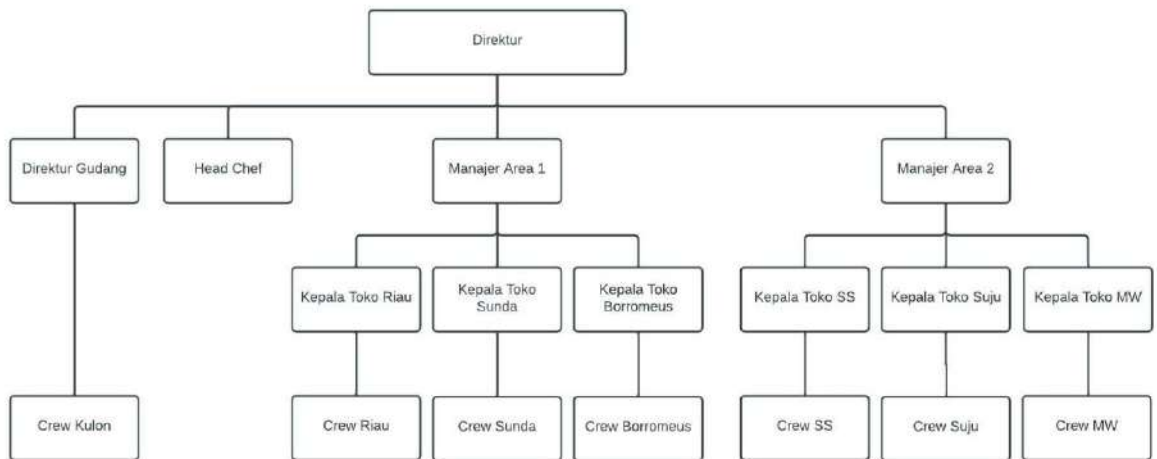 Direktur
Direktur Gudang
Head Chef
Manajer Area 1
Manajer Area 2
Kepala Toko Riau
Kepala Toko
Sunda
Kepala Toko
Borromeus
Kepala Toko SS
Kepala Toko Suju
Kepala Toko MW
Crew Kulon
Crew Riau
Crew Sunda
Crew Borromeus
Crew SS
Crew Suju
Crew MW